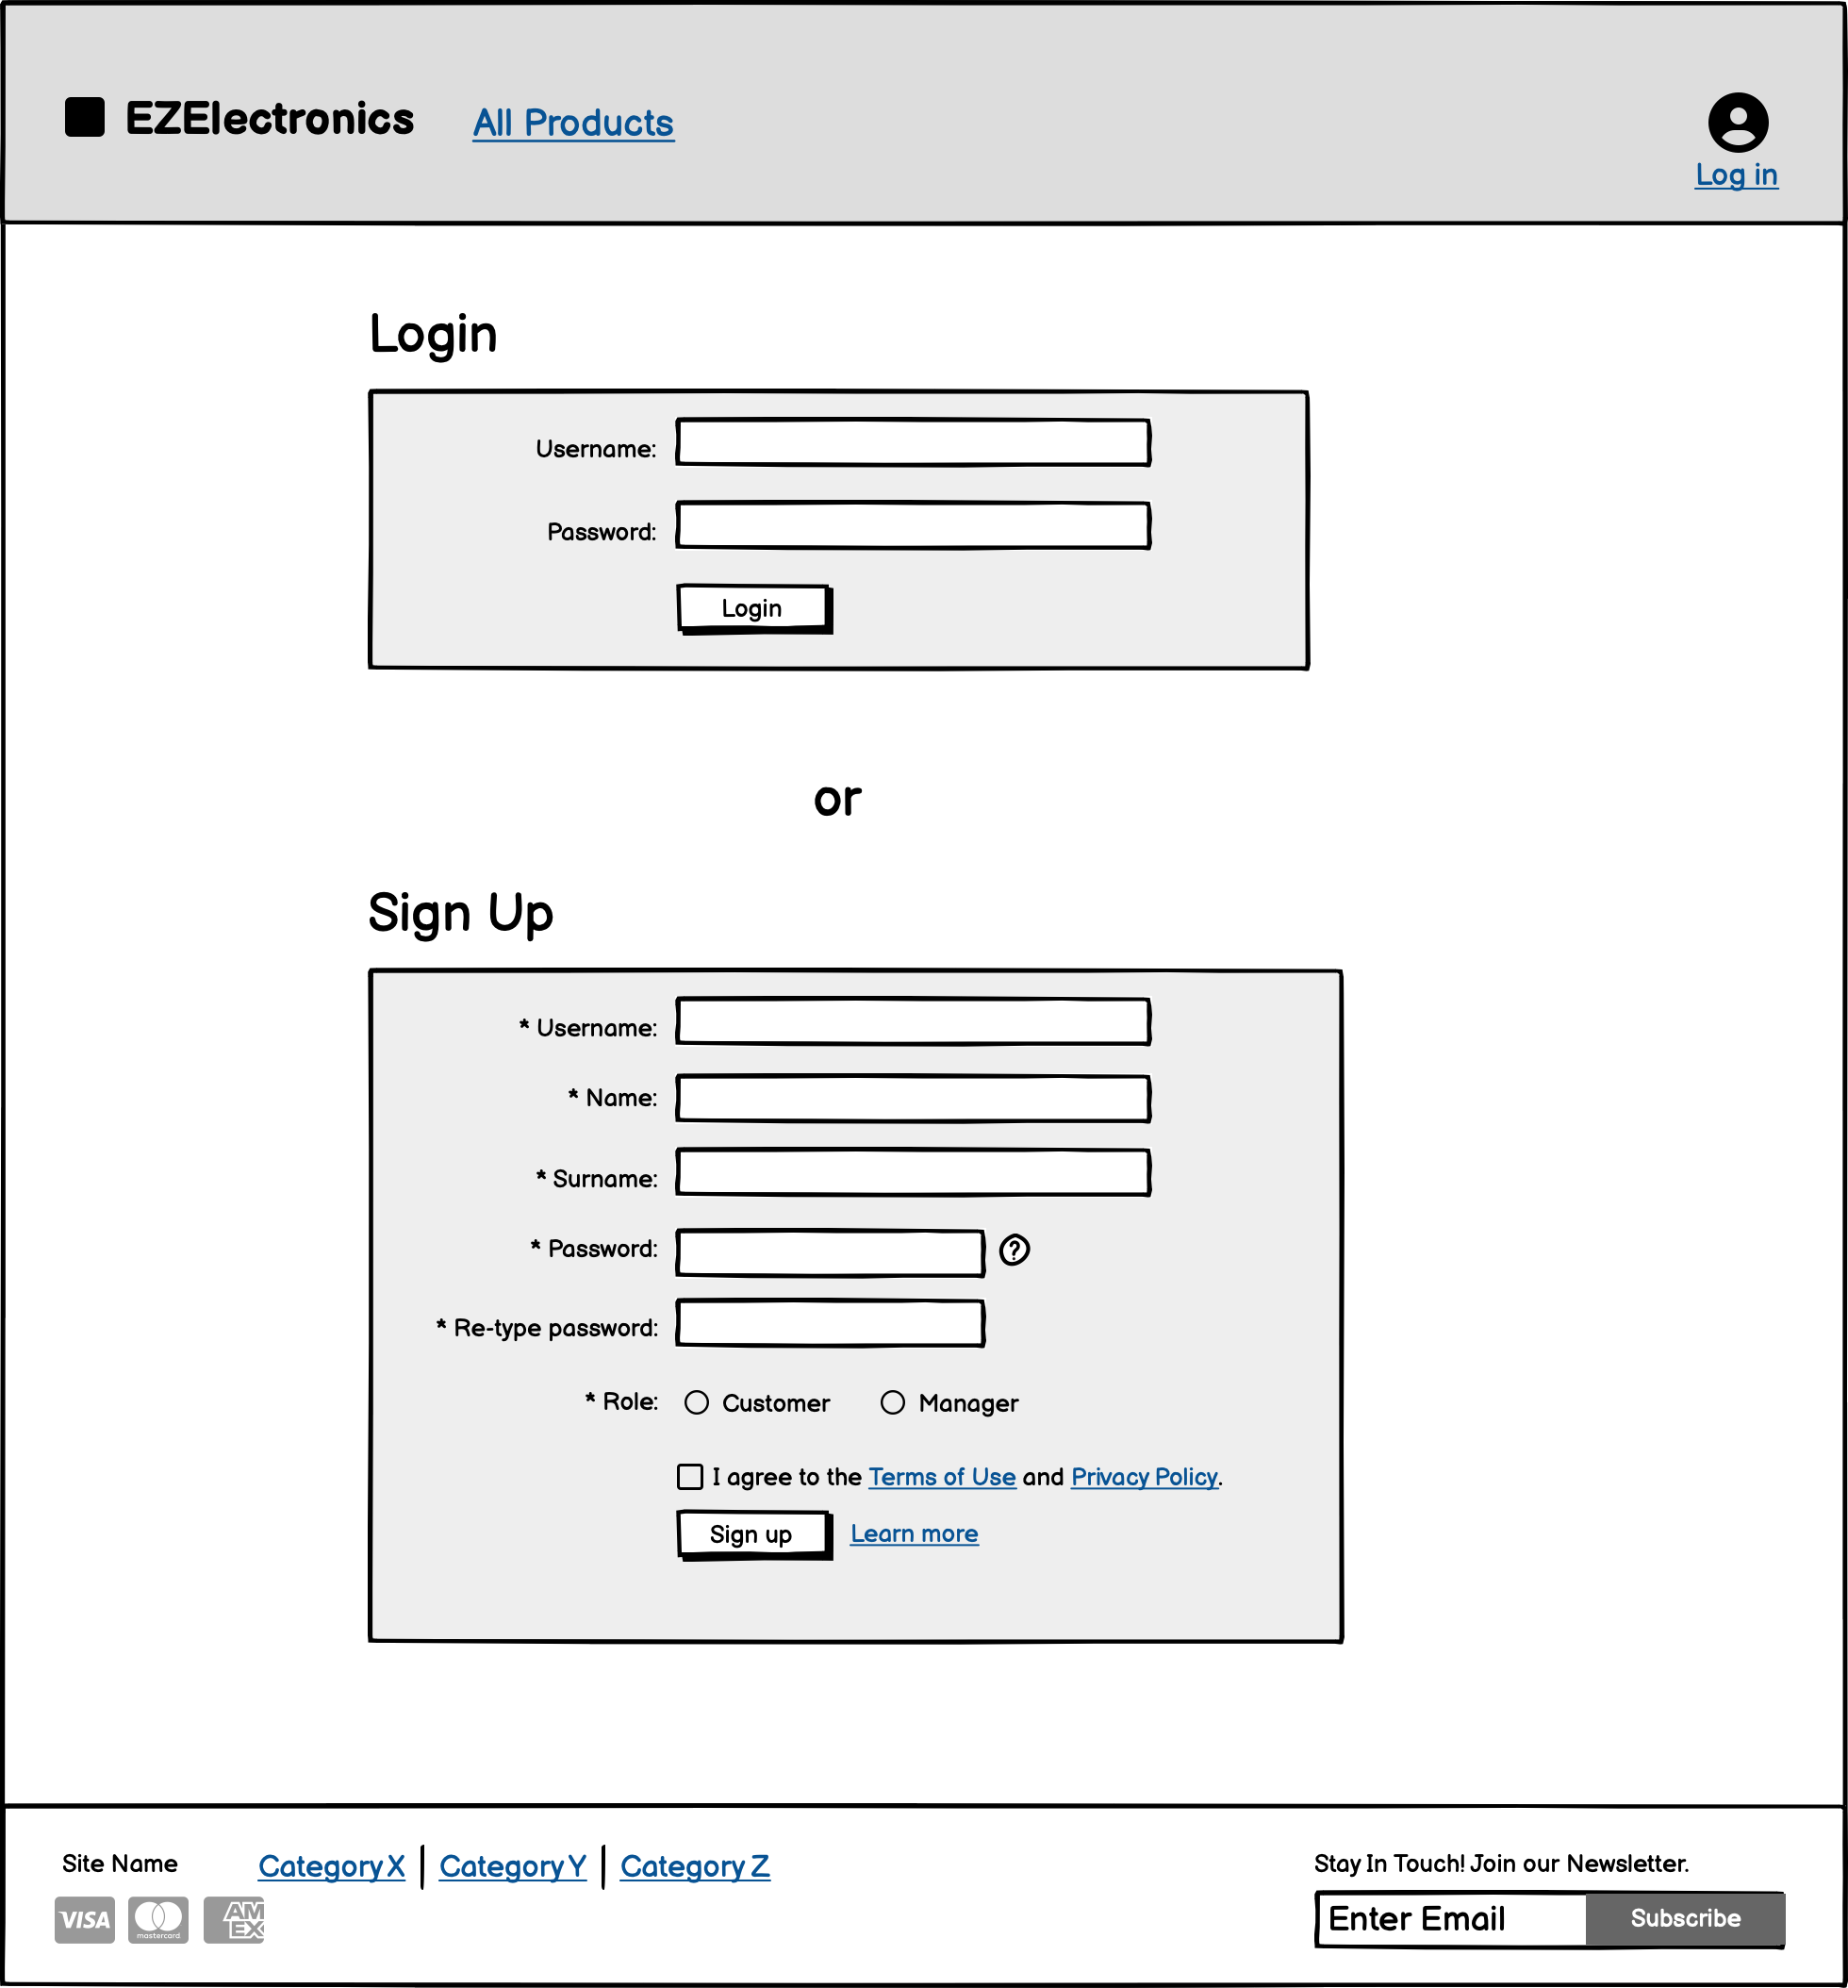 EZElectronics All Products
Log in
Login
Username:
Password:
Login
or
Sign Up
* Username:
* Name:
* Surname:
* Password: ?
* Re-type password:
* Role: Customer Manager
I agree to the Terms of Use and Privacy Policy.
Sign up Learn more
Site Name Category X Category Y Category Z Stay In Touch! Join our Newsletter.
VISA mastercard AMEX Enter Email Subscribe